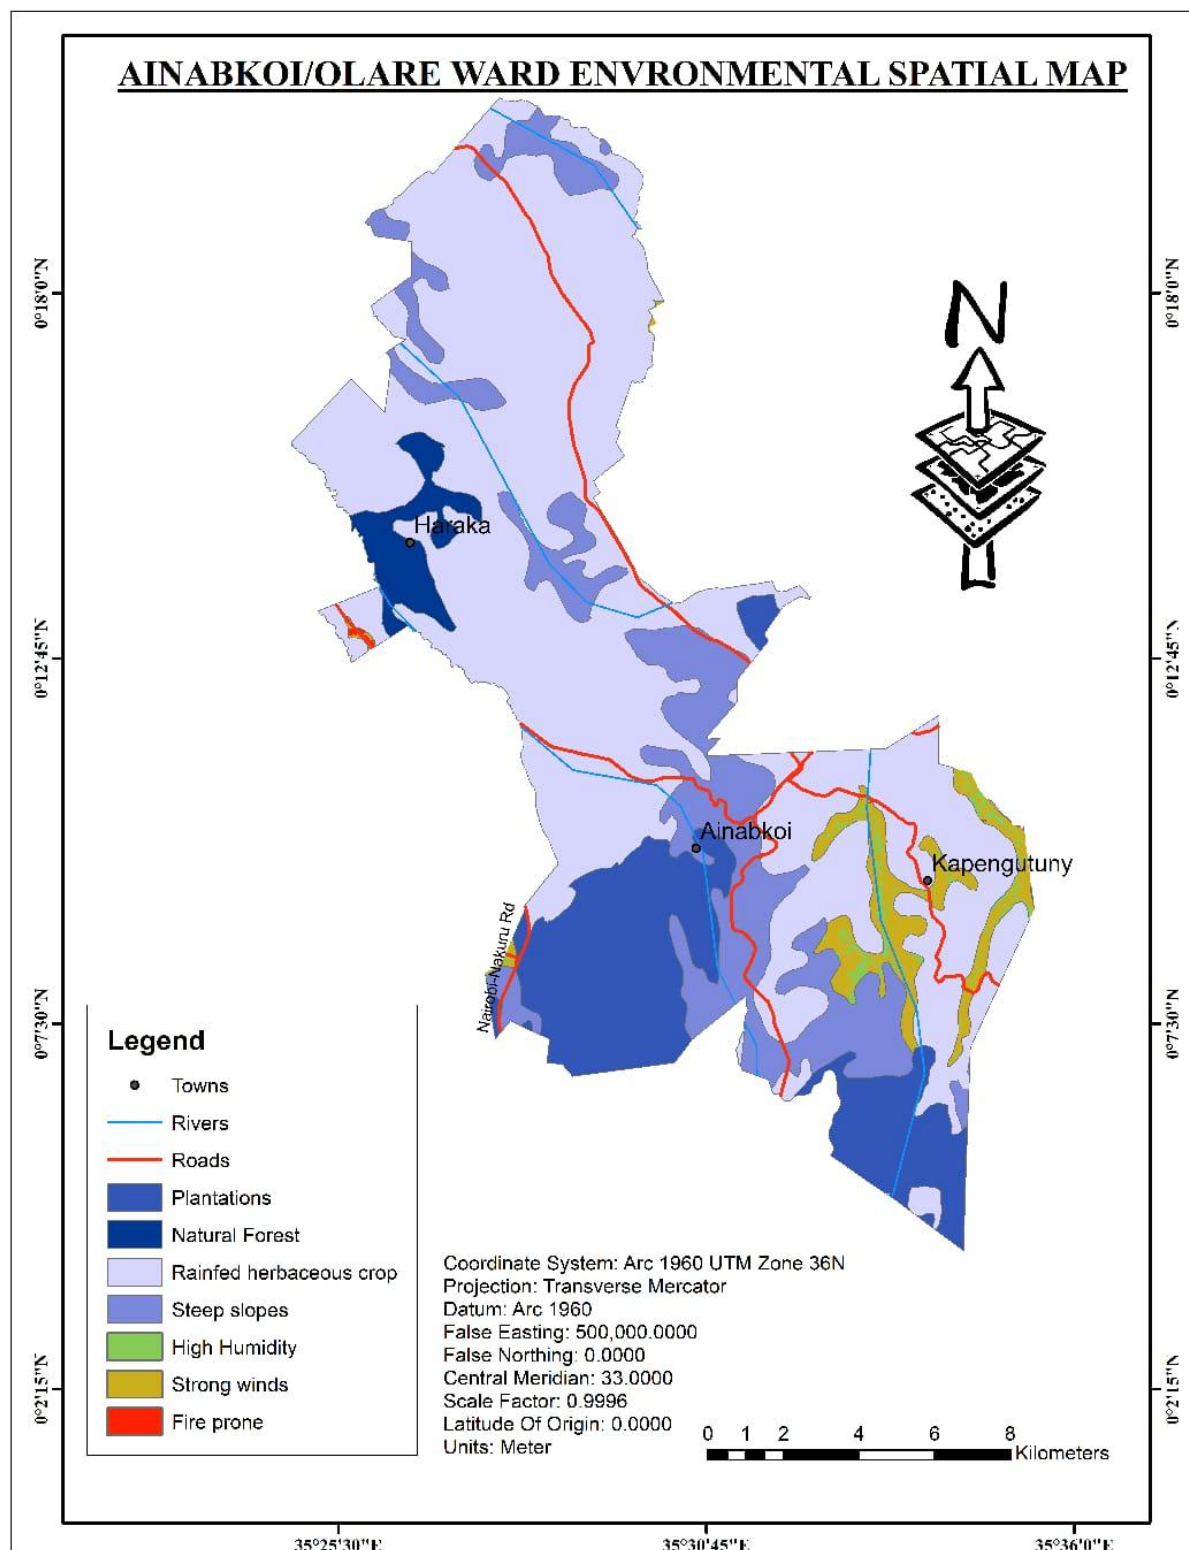 AINABKOI/OLARE WARD ENVRONMENTAL SPATIAL MAP
N
0°18'0"N
0°18'0"N
Haraka
0°12'45"N
0°12'45"N
Ainabkoi
Kapengutuny
Nairobi-Nakuru Rd
0°7'30"N
0°7'30"N
Legend
Towns
Rivers
Roads
Plantations
Natural Forest
Rainfed herbaceous crop
Steep slopes
High Humidity
Strong winds
Fire prone
Coordinate System: Arc 1960 UTM Zone 36N
Projection: Transverse Mercator
Datum: Arc 1960
False Easting: 500,000.0000
False Northing: 0.0000
Central Meridian: 33.0000
Scale Factor: 0.9996
Latitude Of Origin: 0.0000
Units: Meter
0 1 2 4 6 8
Kilometers
0°2'15"N
0°2'15"N
35°25'30"E
35°30'45"E
35°36'0"E